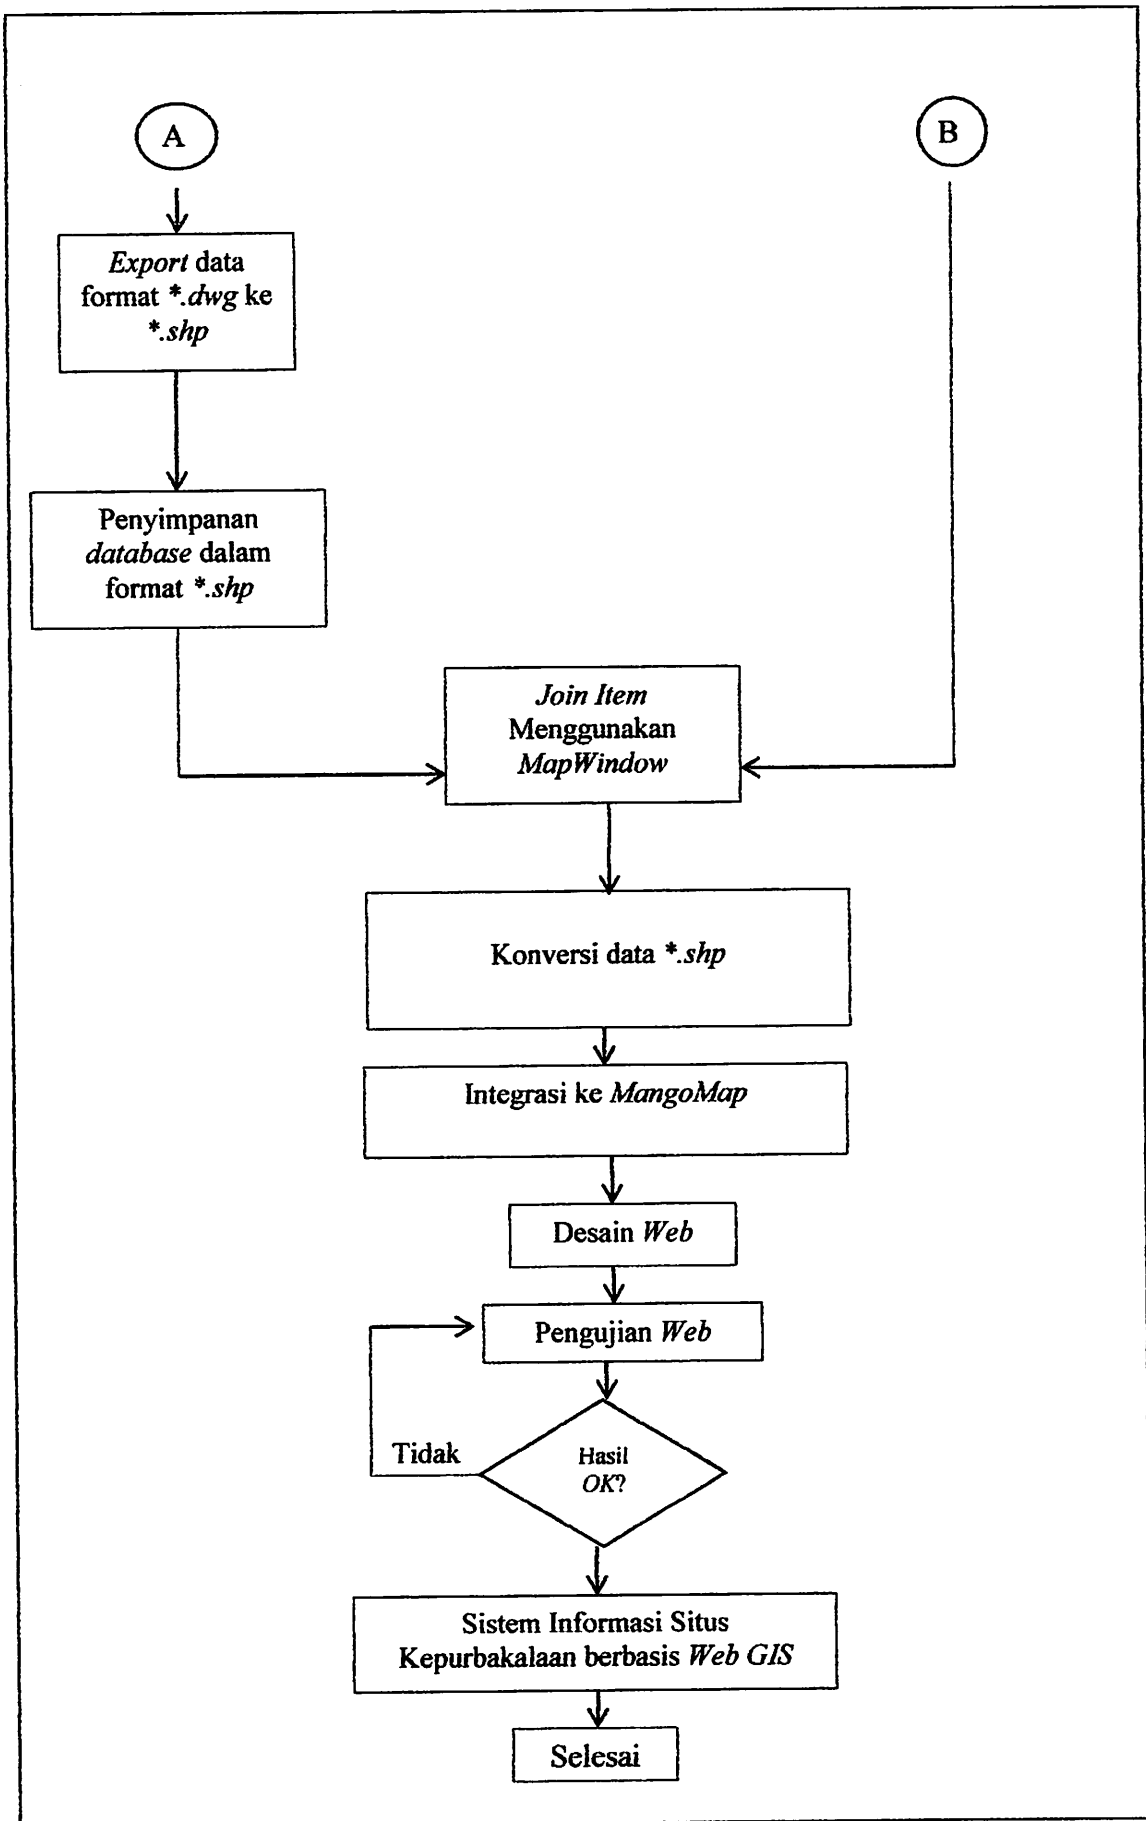 A
B
Export data
format *.dwg ke
*.shp
Penyimpanan
database dalam
format *.shp
Join Item
Menggunakan
MapWindow
Konversi data *.shp
Integrasi ke MangoMap
Desain Web
Pengujian Web
Tidak
Hasil
OK?
Sistem Informasi Situs
Kepurbakalaan berbasis Web GIS
Selesai